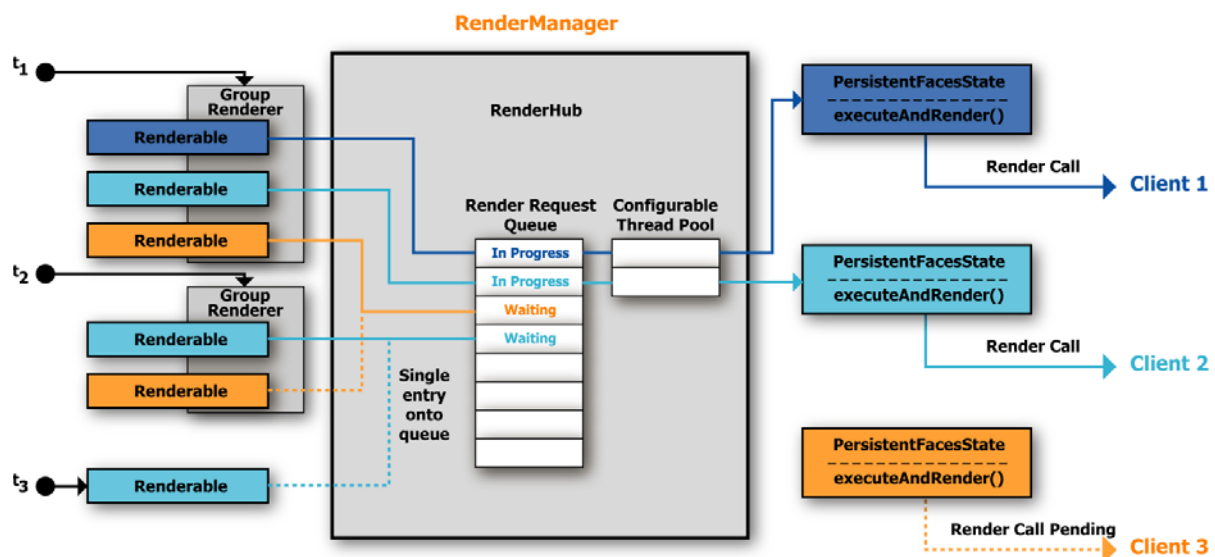 RenderManager
t1
Group
Renderer
Renderable
Renderable
Renderable
t2
Group
Renderer
Renderable
Renderable
t3
Renderable
RenderHub
Render Request
Queue
In Progress
In Progress
Waiting
Waiting
Configurable
Thread Pool
Single
entry
onto
queue
PersistentFacesState
executeAndRender()
Render Call
Client 1
PersistentFacesState
executeAndRender()
Render Call
Client 2
PersistentFacesState
executeAndRender()
Render Call Pending
Client 3